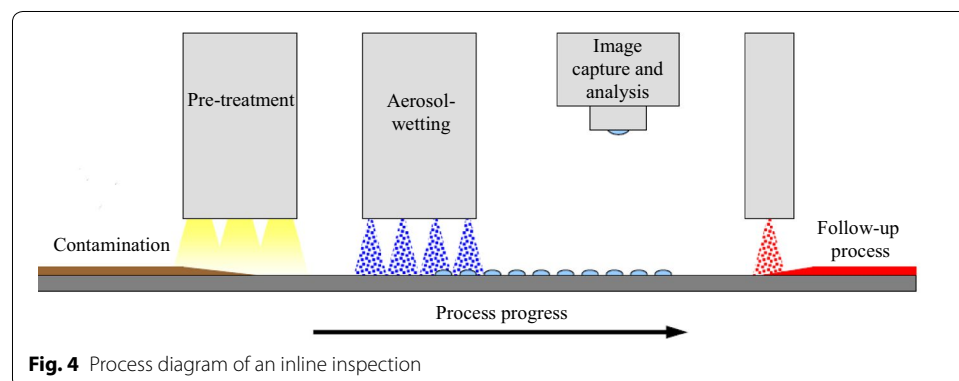 Pre-treatment
Aerosol-
wetting
Image
capture and
analysis
Contamination
Follow-up
process
Process progress
Fig. 4 Process diagram of an inline inspection